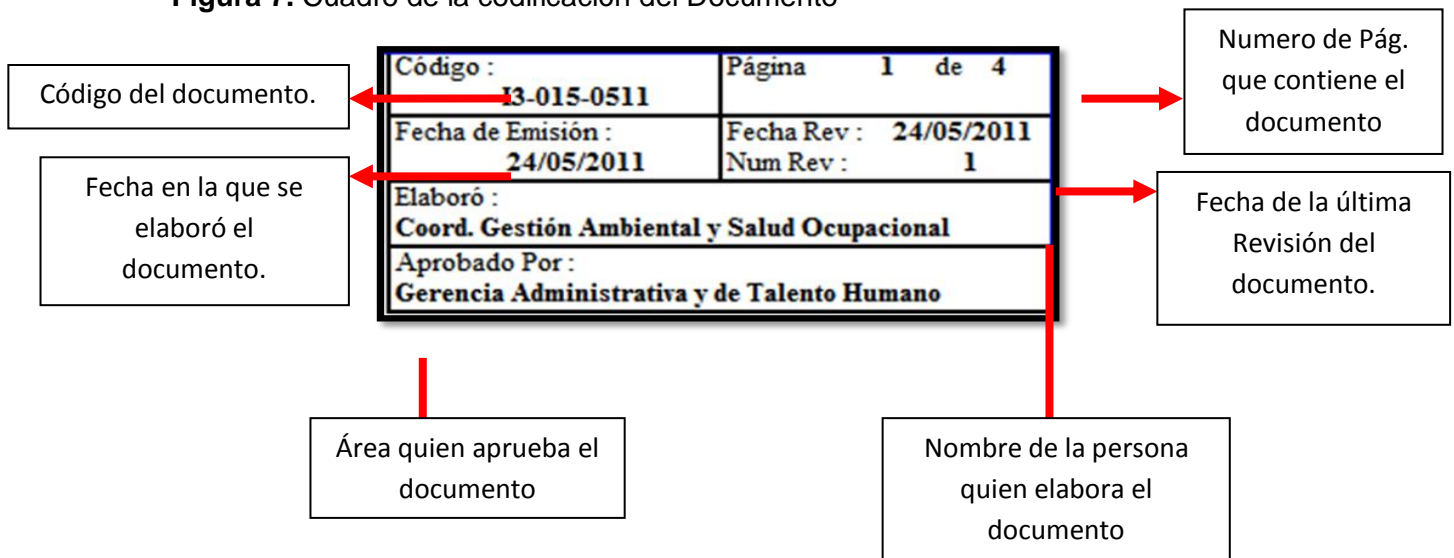 Figura 7. Cuadro de la codificación del Documento
Código del documento.
Fecha en la que se
elaboró el
documento.
Código :
I3-015-0511
Página 1 de 4
Fecha de Emisión :
24/05/2011
Fecha Rev : 24/05/2011
Num Rev : 1
Elaboró :
Coord. Gestión Ambiental y Salud Ocupacional
Aprobado Por :
Gerencia Administrativa y de Talento Humano
Numero de Pág.
que contiene el
documento
Fecha de la última
Revisión del
documento.
Área quien aprueba el
documento
Nombre de la persona
quien elabora el
documento